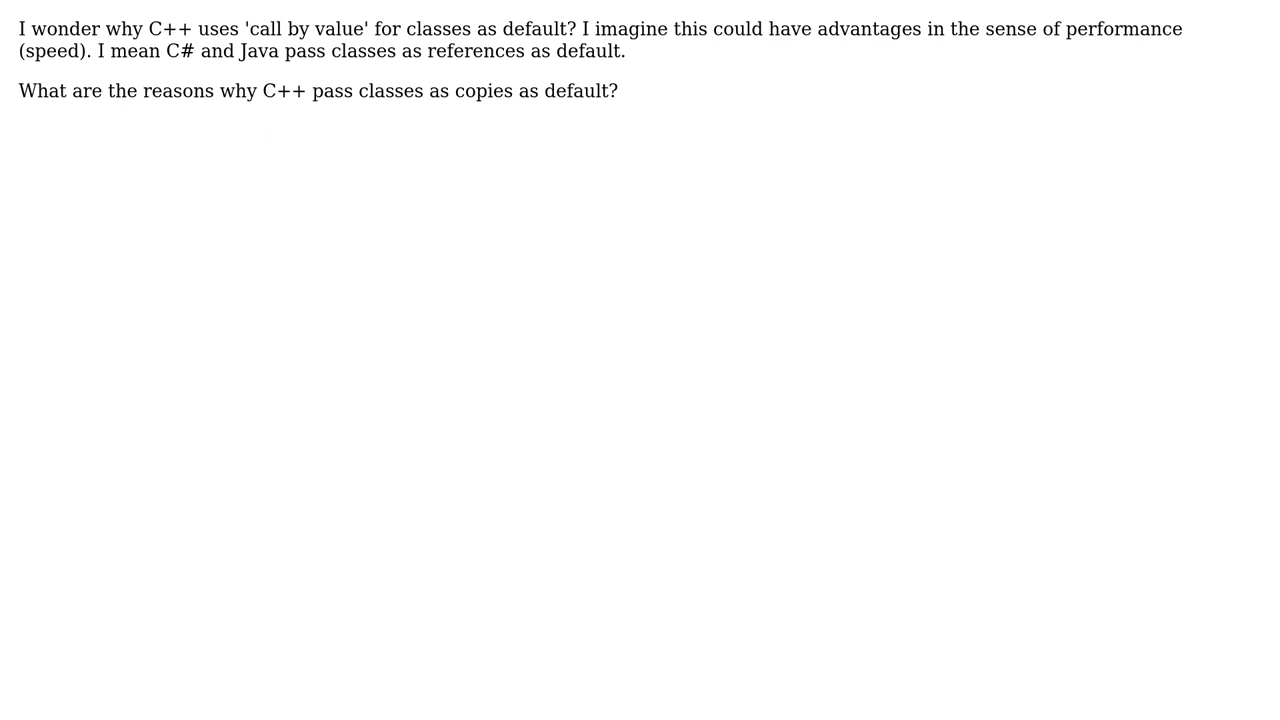 I wonder why C++ uses 'call by value' for classes as default? I imagine this could have advantages in the sense of performance
(speed). I mean C# and Java pass classes as references as default.
What are the reasons why C++ pass classes as copies as default?